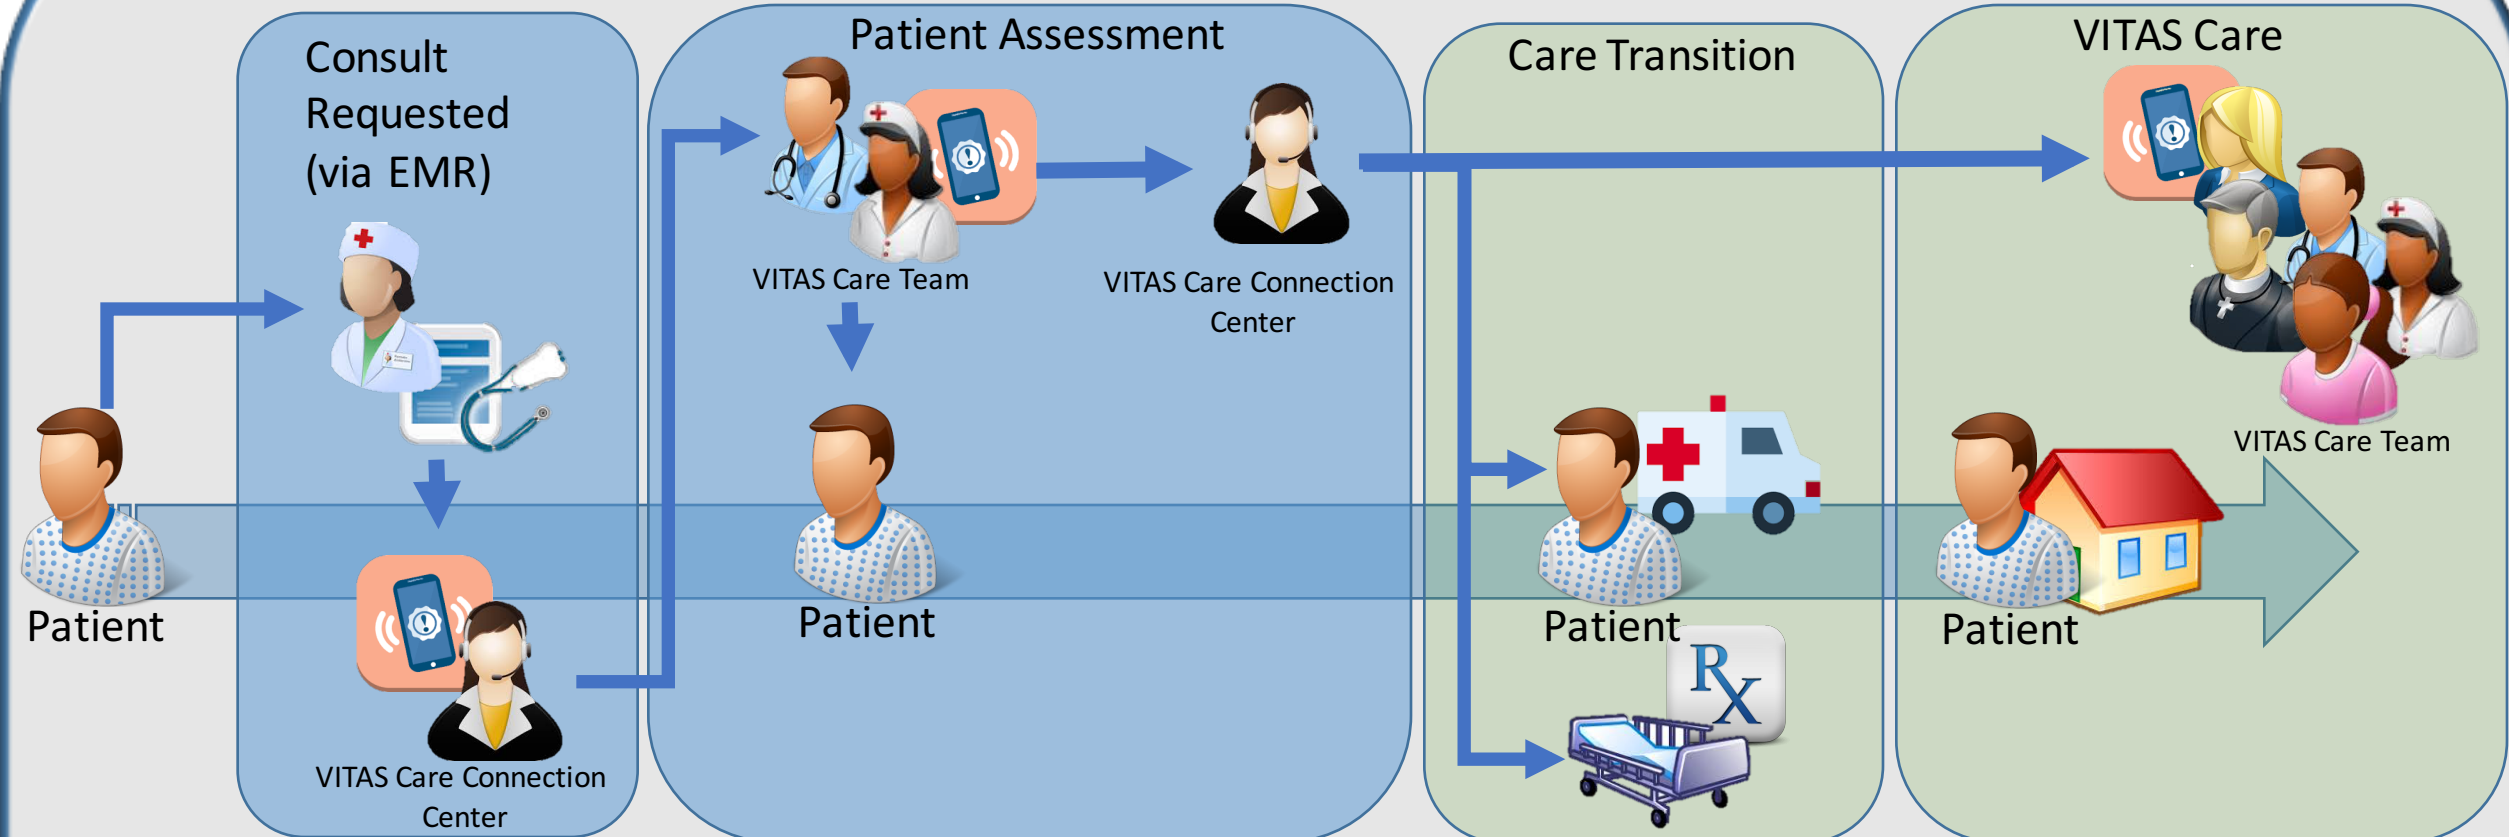 Consult
Requested
(via EMR)
Patient Assessment
Care Transition
VITAS Care
VITAS Care Team
VITAS Care Connection
Center
VITAS Care Team
Patient
Patient
Patient
Patient
Rx
VITAS Care Connection
Center